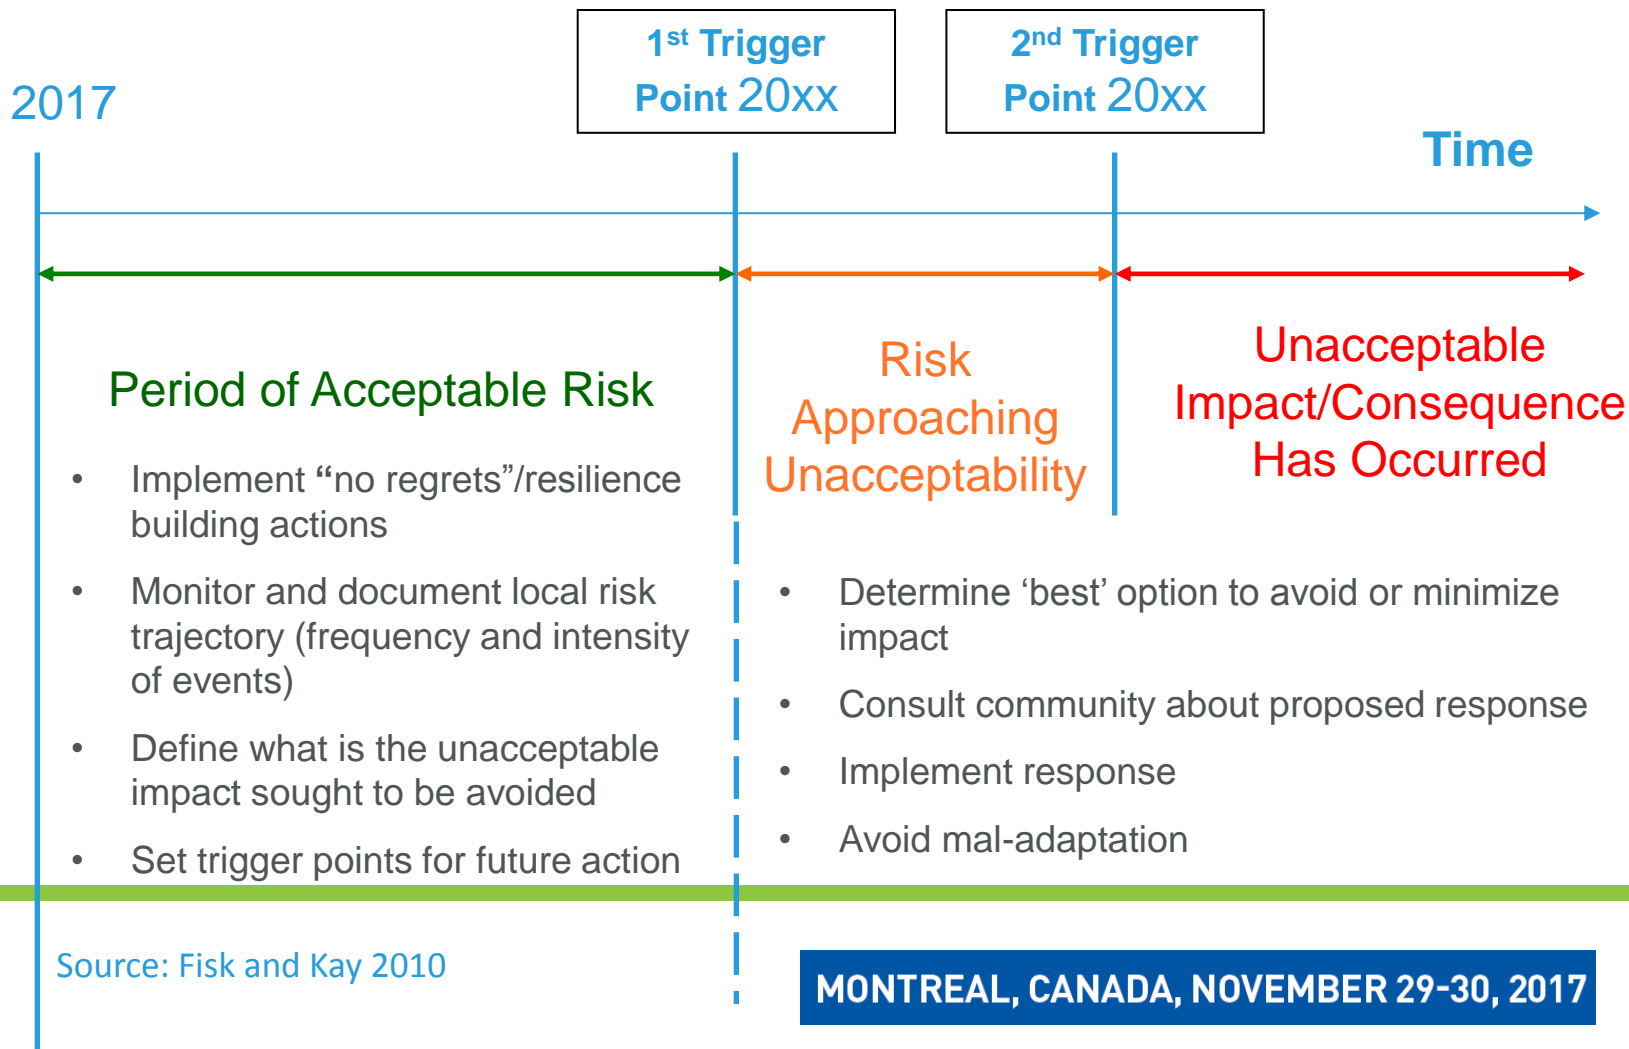 2017
1st Trigger
Point 20xx
2nd Trigger
Point 20xx
Time
Period of Acceptable Risk
Risk
Approaching
Unacceptability
Unacceptable
Impact/Consequence
Has Occurred
• Implement “no regrets”/resilience
building actions
• Monitor and document local risk
trajectory (frequency and intensity
of events)
• Define what is the unacceptable
impact sought to be avoided
• Set trigger points for future action
• Determine ‘best’ option to avoid or minimize
impact
• Consult community about proposed response
• Implement response
• Avoid mal-adaptation
Source: Fisk and Kay 2010
MONTREAL, CANADA, NOVEMBER 29-30, 2017